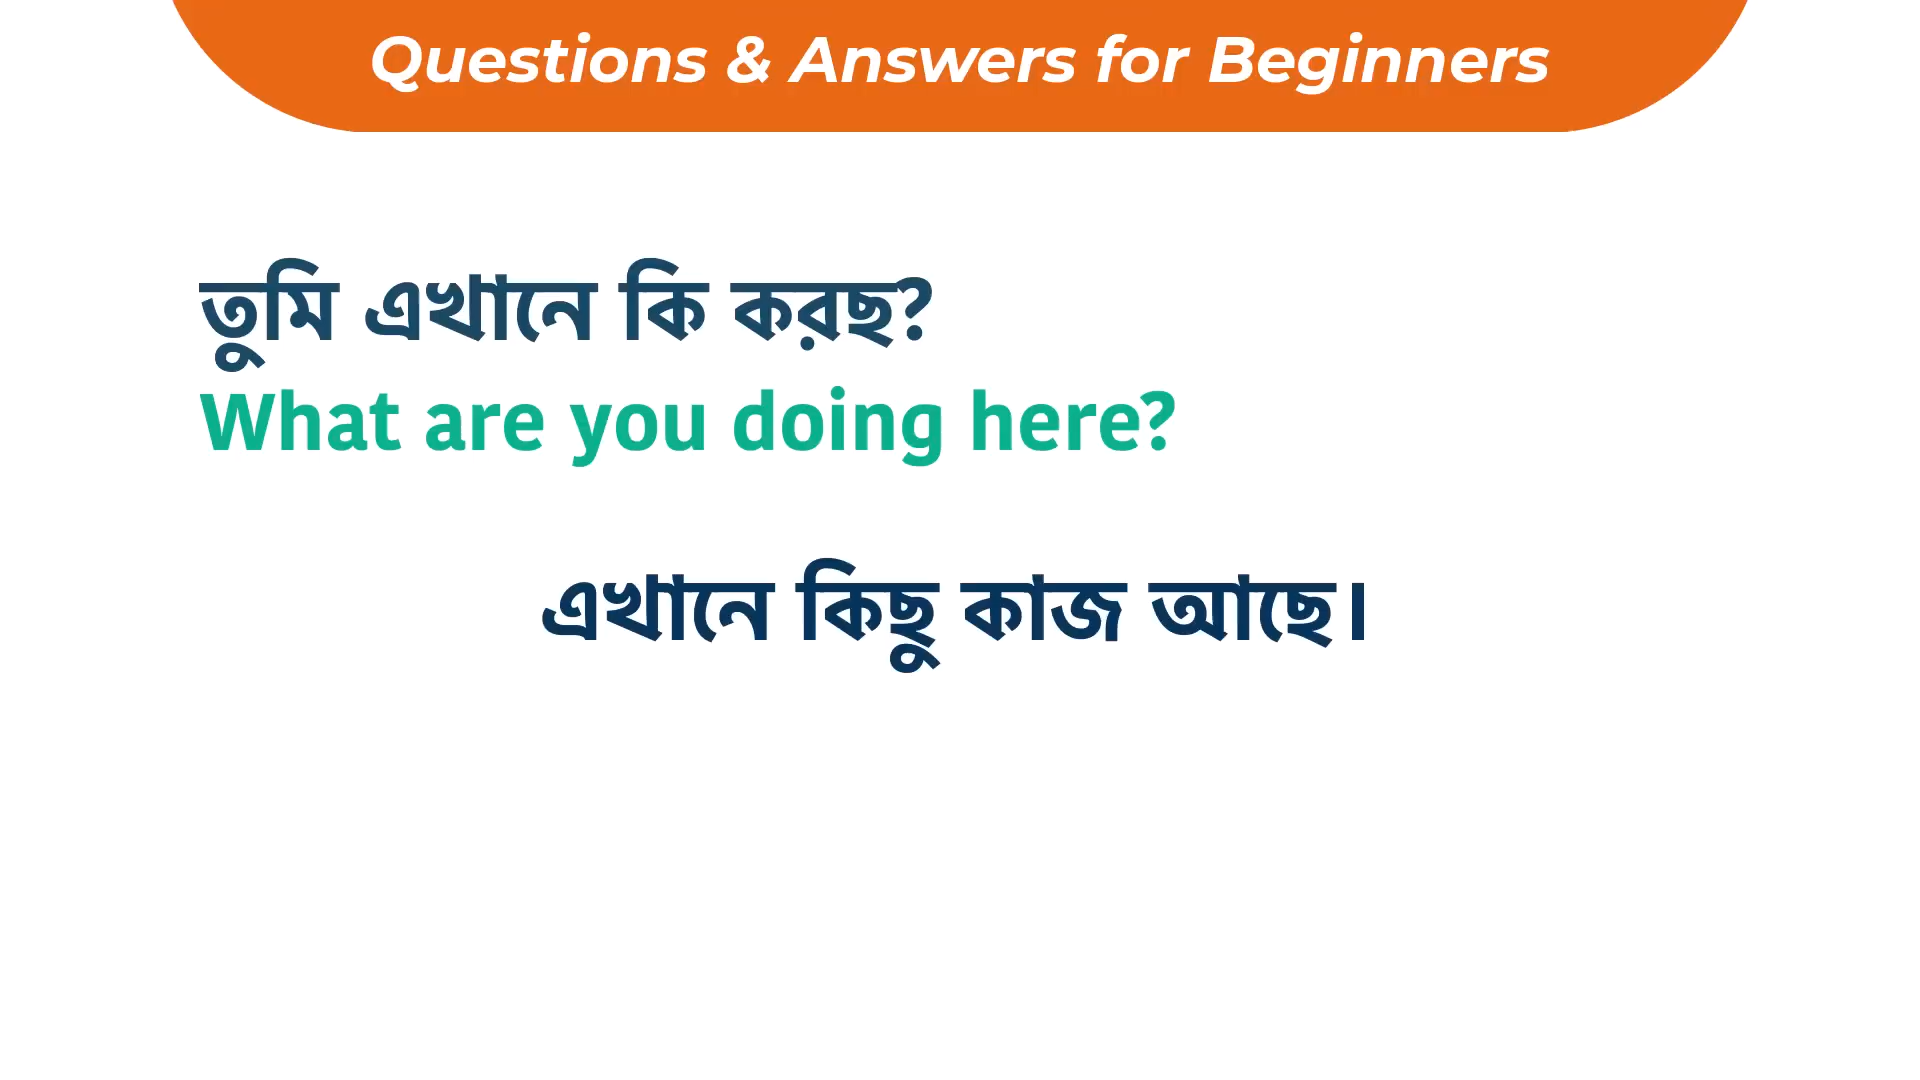 Questions & Answers for Beginners
তুমি এখানে কি করছ?
What are you doing here?
এখানে কিছু কাজ আছে।